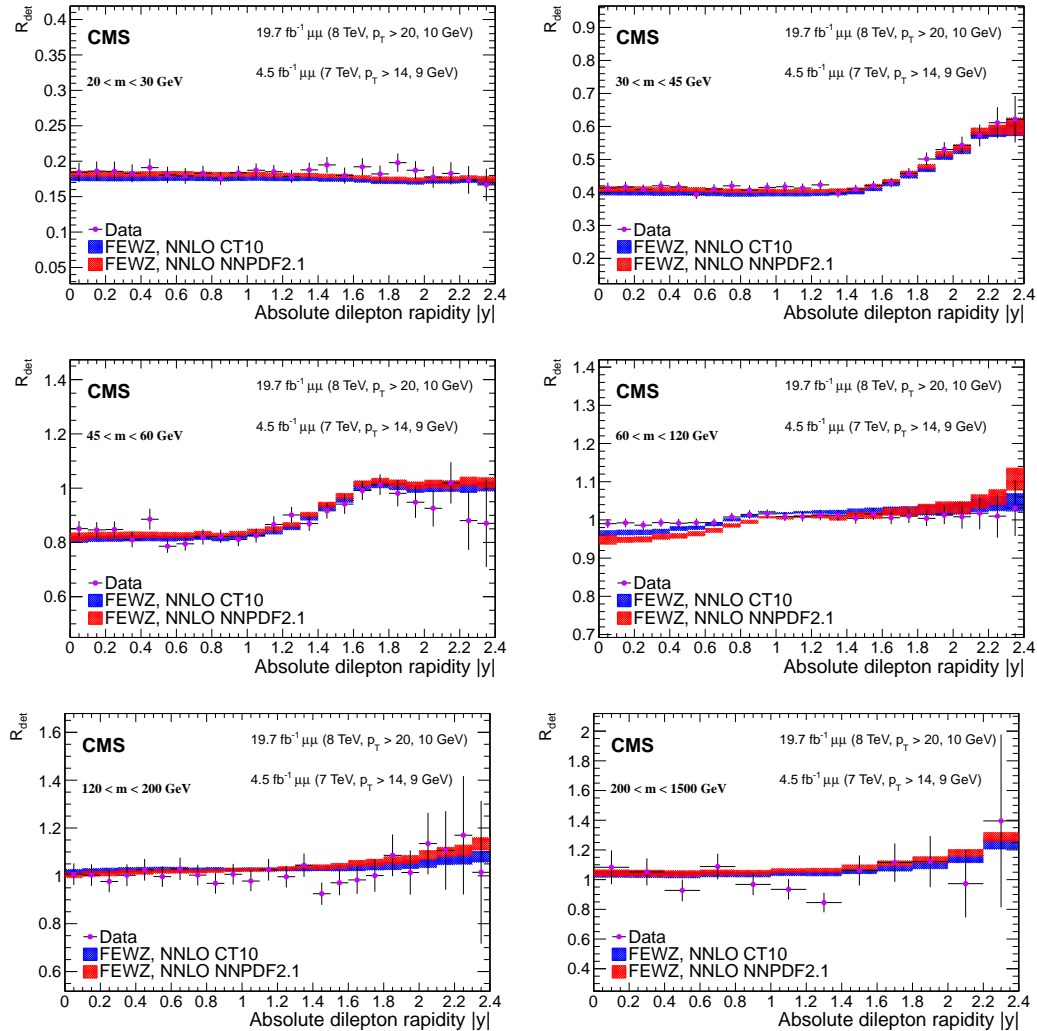 R_det
0.4
0.35
0.3
0.25
0.2
0.15
0.1
0.05
CMS
19.7 fb⁻¹ μμ (8 TeV, p_T > 20, 10 GeV)
4.5 fb⁻¹ μμ (7 TeV, p_T > 14, 9 GeV)
20 < m < 30 GeV
Data
FEWZ, NNLO CT10
FEWZ, NNLO NNPDF2.1
0 0.2 0.4 0.6 0.8 1 1.2 1.4 1.6 1.8 2 2.2 2.4
Absolute dilepton rapidity |y|
R_det
0.9
0.8
0.7
0.6
0.5
0.4
0.3
0.2
0.1
CMS
19.7 fb⁻¹ μμ (8 TeV, p_T > 20, 10 GeV)
4.5 fb⁻¹ μμ (7 TeV, p_T > 14, 9 GeV)
30 < m < 45 GeV
Data
FEWZ, NNLO CT10
FEWZ, NNLO NNPDF2.1
0 0.2 0.4 0.6 0.8 1 1.2 1.4 1.6 1.8 2 2.2 2.4
Absolute dilepton rapidity |y|
R_det
1.4
1.2
1
0.8
0.6
CMS
19.7 fb⁻¹ μμ (8 TeV, p_T > 20, 10 GeV)
4.5 fb⁻¹ μμ (7 TeV, p_T > 14, 9 GeV)
45 < m < 60 GeV
Data
FEWZ, NNLO CT10
FEWZ, NNLO NNPDF2.1
0 0.2 0.4 0.6 0.8 1 1.2 1.4 1.6 1.8 2 2.2 2.4
Absolute dilepton rapidity |y|
R_det
1.4
1.3
1.2
1.1
1
0.9
0.8
0.7
CMS
19.7 fb⁻¹ μμ (8 TeV, p_T > 20, 10 GeV)
4.5 fb⁻¹ μμ (7 TeV, p_T > 14, 9 GeV)
60 < m < 120 GeV
Data
FEWZ, NNLO CT10
FEWZ, NNLO NNPDF2.1
0 0.2 0.4 0.6 0.8 1 1.2 1.4 1.6 1.8 2 2.2 2.4
Absolute dilepton rapidity |y|
R_det
1.6
1.4
1.2
1
0.8
0.6
CMS
19.7 fb⁻¹ μμ (8 TeV, p_T > 20, 10 GeV)
4.5 fb⁻¹ μμ (7 TeV, p_T > 14, 9 GeV)
120 < m < 200 GeV
Data
FEWZ, NNLO CT10
FEWZ, NNLO NNPDF2.1
0 0.2 0.4 0.6 0.8 1 1.2 1.4 1.6 1.8 2 2.2 2.4
Absolute dilepton rapidity |y|
R_det
2
1.8
1.6
1.4
1.2
1
0.8
0.6
0.4
CMS
19.7 fb⁻¹ μμ (8 TeV, p_T > 20, 10 GeV)
4.5 fb⁻¹ μμ (7 TeV, p_T > 14, 9 GeV)
200 < m < 1500 GeV
Data
FEWZ, NNLO CT10
FEWZ, NNLO NNPDF2.1
0 0.2 0.4 0.6 0.8 1 1.2 1.4 1.6 1.8 2 2.2 2.4
Absolute dilepton rapidity |y|